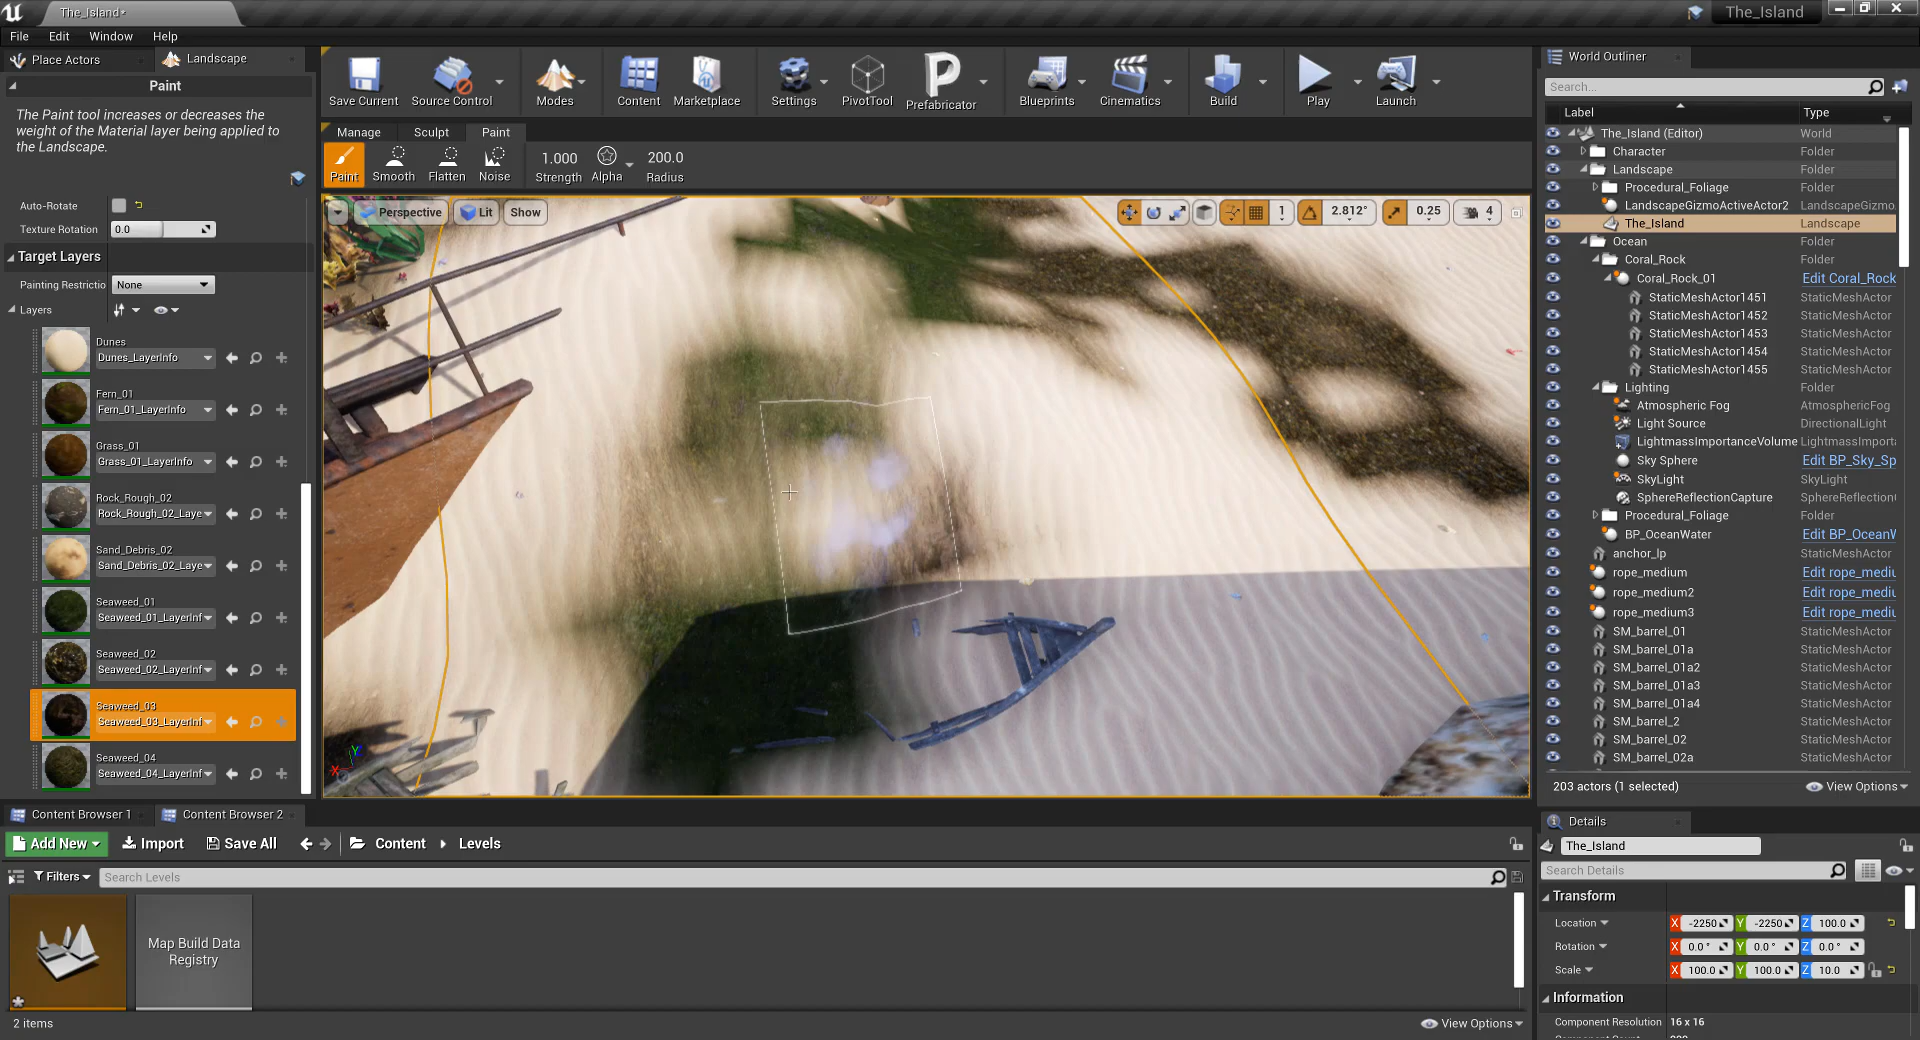 The_Island•
The_Island
File Edit Window Help
Place Actors
Landscape
Paint
The Paint tool increases or decreases the
weight of the Material layer being applied to
the Landscape.
Auto-Rotate
Texture Rotation 0.0
Target Layers
Painting Restrictio None
Layers
Dunes
Dunes_LayerInfo
Fern_01
Fern_01_LayerInfo
Grass_01
Grass_01_LayerInfo
Rock_Rough_02
Rock_Rough_02_Laye
Sand_Debris_02
Sand_Debris_02_Laye
Seaweed_01
Seaweed_01_LayerInf
Seaweed_02
Seaweed_02_LayerInf
Seaweed_03
Seaweed_03_LayerInf
Seaweed_04
Seaweed_04_LayerInf
Save Current Source Control Modes Content Marketplace Settings PivotTool Prefabricator Blueprints Cinematics Build Play Launch
Manage Sculpt Paint
Paint Smooth Flatten Noise
1.000 200.0
Strength Alpha Radius
Perspective Lit Show
1 2.812° 0.25 4
X Y
World Outliner
Search...
Label Type
The_Island (Editor) World
Character Folder
Landscape Folder
Procedural_Foliage Folder
LandscapeGizmoActiveActor2 LandscapeGizmo
The_Island Landscape
Ocean Folder
Coral_Rock Folder
Coral_Rock_01 Edit Coral_Rock
StaticMeshActor1451 StaticMeshActor
StaticMeshActor1452 StaticMeshActor
StaticMeshActor1453 StaticMeshActor
StaticMeshActor1454 StaticMeshActor
StaticMeshActor1455 StaticMeshActor
Lighting Folder
Atmospheric Fog AtmosphericFog
Light Source DirectionalLight
LightmassImportanceVolume LightmassImporta
Sky Sphere Edit BP_Sky_Sp
SkyLight SkyLight
SphereReflectionCapture SphereReflection
Procedural_Foliage Folder
BP_OceanWater Edit BP_OceanW
anchor_lp StaticMeshActor
rope_medium Edit rope_mediu
rope_medium2 Edit rope_mediu
rope_medium3 Edit rope_mediu
SM_barrel_01 StaticMeshActor
SM_barrel_01a StaticMeshActor
SM_barrel_01a2 StaticMeshActor
SM_barrel_01a3 StaticMeshActor
SM_barrel_01a4 StaticMeshActor
SM_barrel_2 StaticMeshActor
SM_barrel_02 StaticMeshActor
SM_barrel_02a StaticMeshActor
203 actors (1 selected) View Options
Content Browser 1 Content Browser 2
Add New Import Save All Content Levels
Filters Search Levels
Map Build Data
Registry
2 items View Options
Details
The_Island
Search Details
Transform
Location X -2250 Y -2250 Z 100.0
Rotation X 0.0° Y 0.0° Z 0.0°
Scale X 100.0 Y 100.0 Z 10.0
Information
Component Resolution 16 x 16